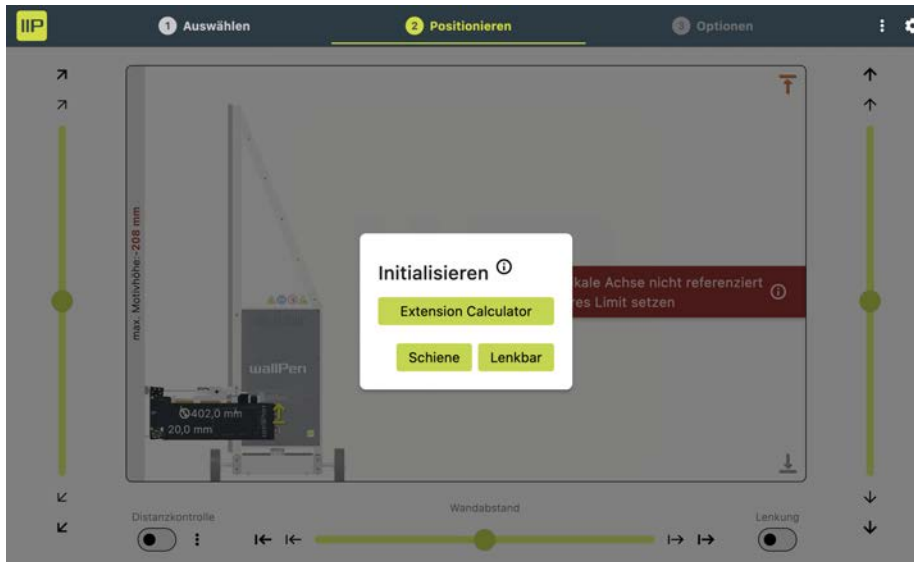 IIP
1 Auswählen
2 Positionieren
3 Optionen
max. Motivhöhe:-208 mm
wallPen
402,0 mm
20,0 mm
Initialisieren
Extension Calculator
Schiene Lenkbar
kale Achse nicht referenziert
res Limit setzen
Distanzkontrolle
Wandabstand
Lenkung